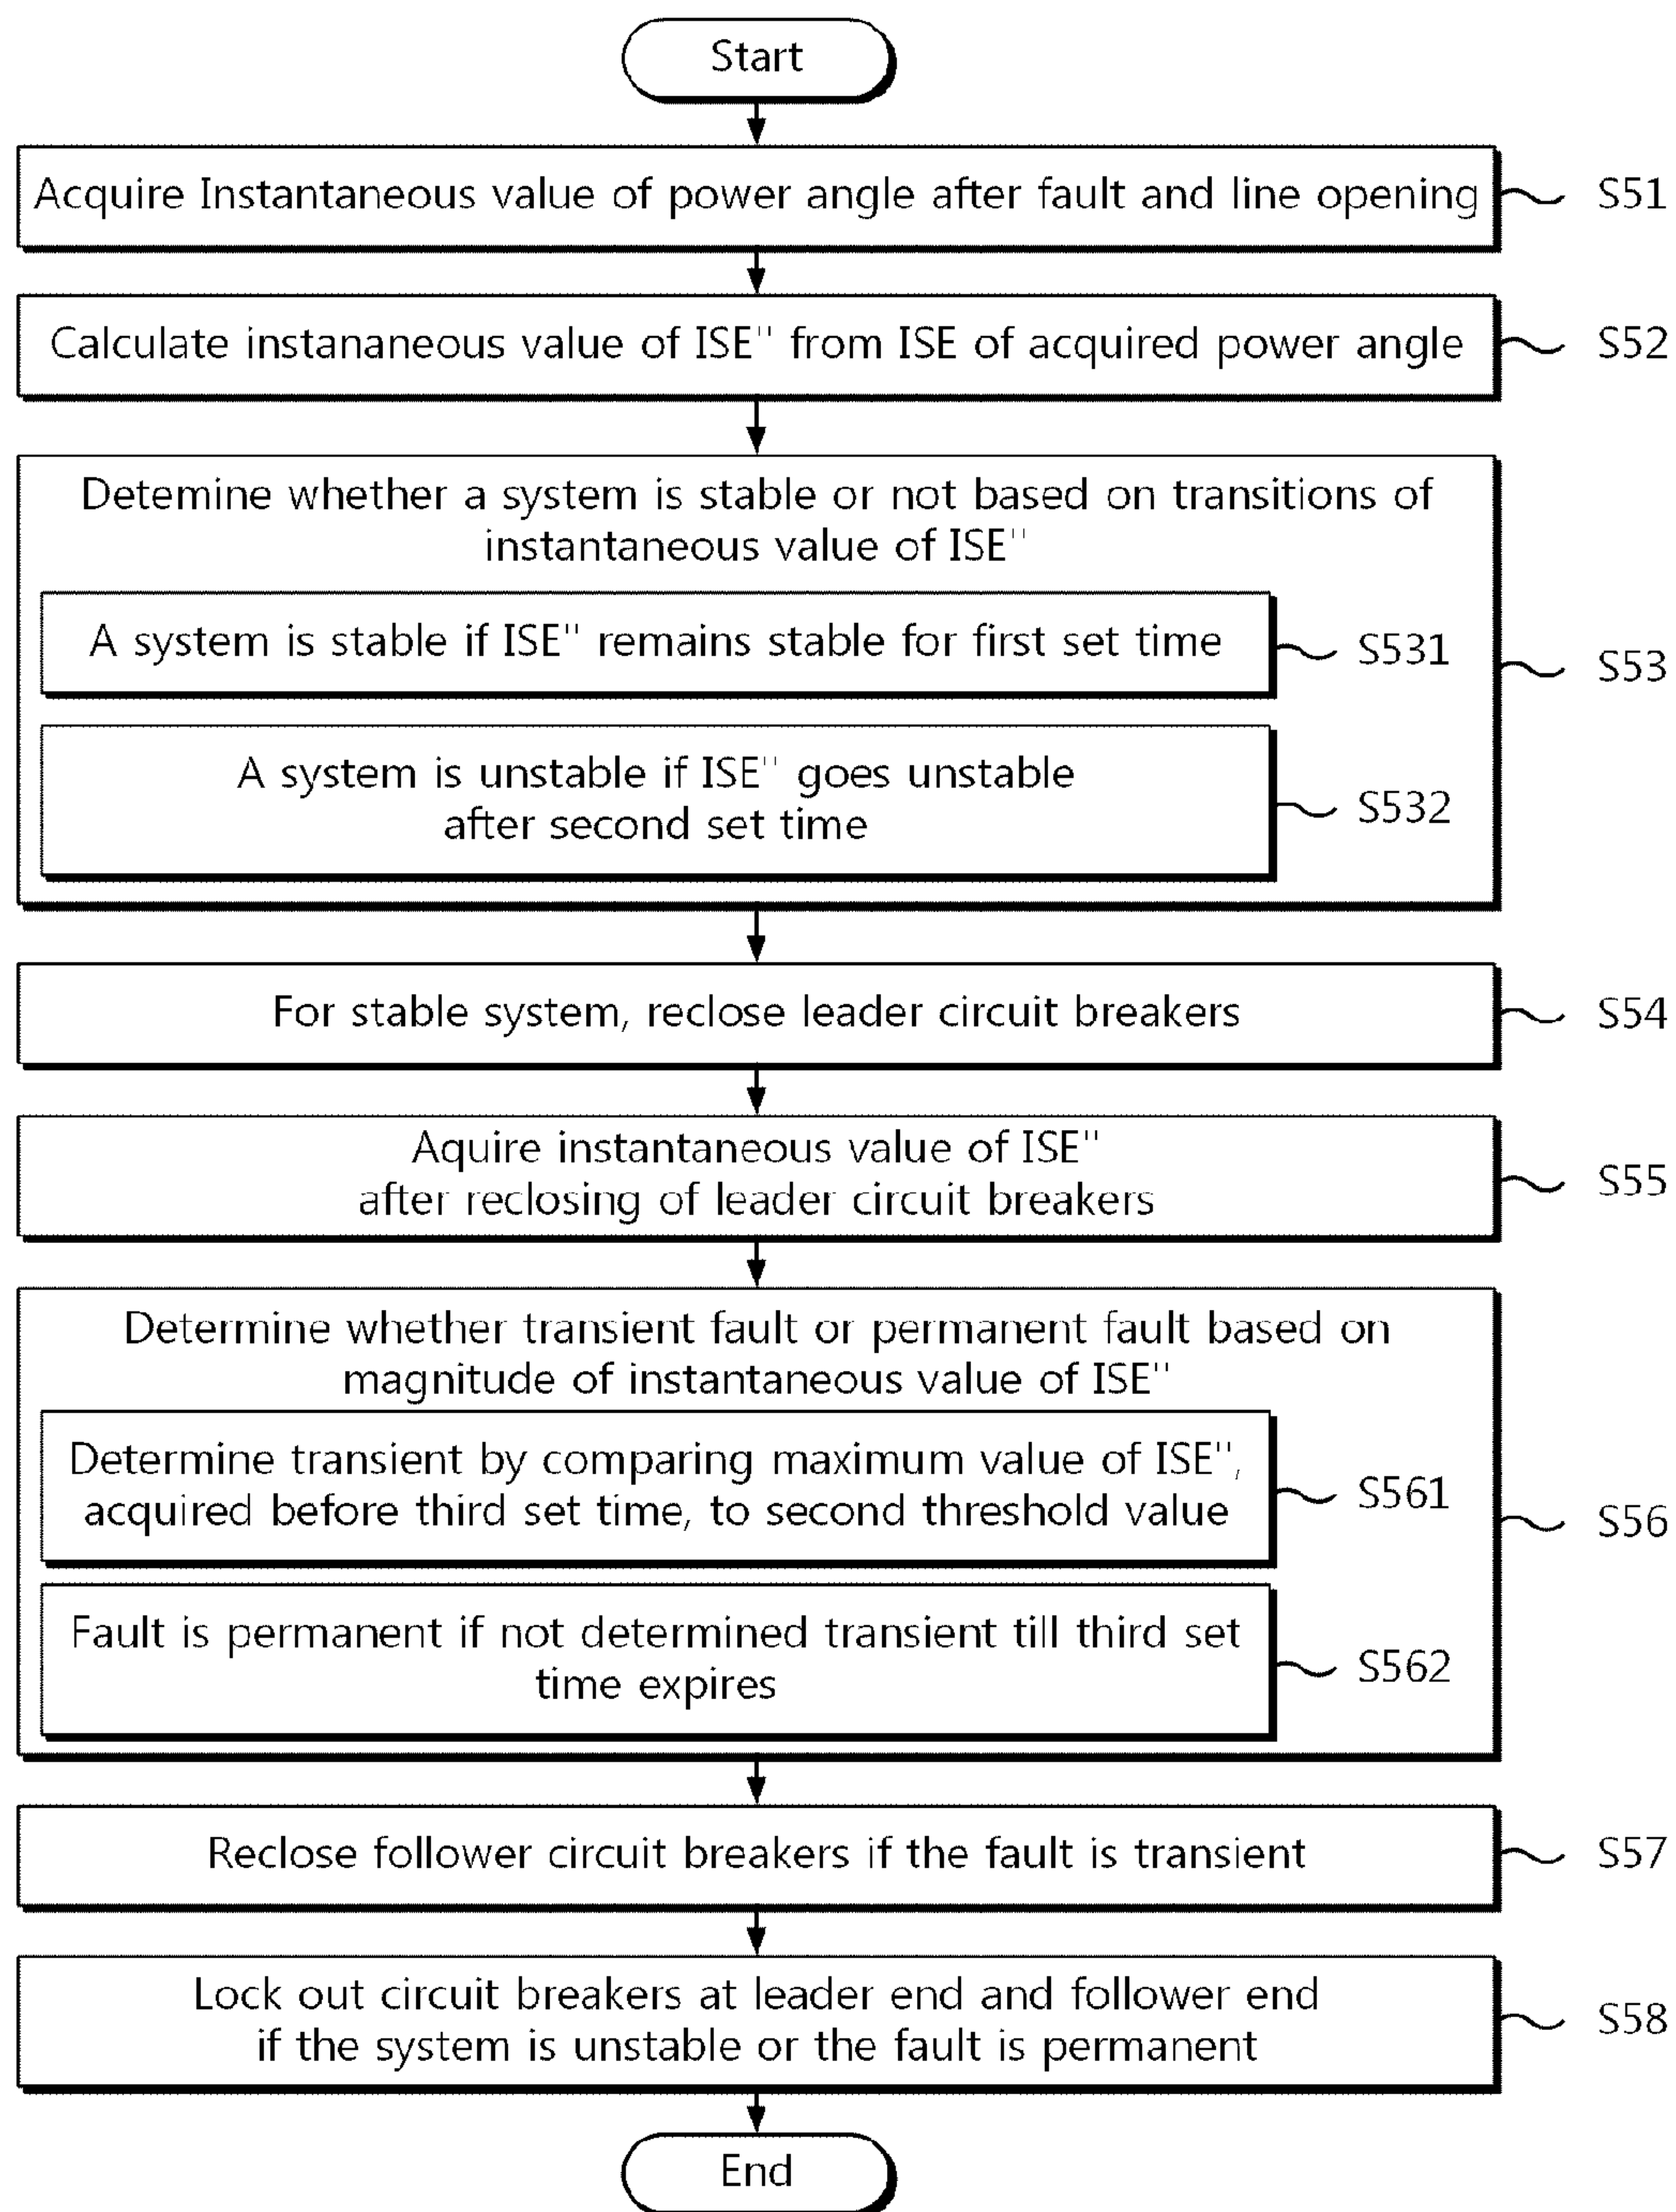 Start
Acquire Instantaneous value of power angle after fault and line opening
S51
Calculate instananeous value of ISE" from ISE of acquired power angle
S52
Detemine whether a system is stable or not based on transitions of
instantaneous value of ISE"
A system is stable if ISE" remains stable for first set time
S531
S53
A system is unstable if ISE" goes unstable
after second set time
S532
For stable system, reclose leader circuit breakers
S54
Aquire instantaneous value of ISE"
after reclosing of leader circuit breakers
S55
Determine whether transient fault or permanent fault based on
magnitude of instantaneous value of ISE"
Determine transient by comparing maximum value of ISE",
acquired before third set time, to second threshold value
S561
S56
Fault is permanent if not determined transient till third set
time expires
S562
Reclose follower circuit breakers if the fault is transient
S57
Lock out circuit breakers at leader end and follower end
if the system is unstable or the fault is permanent
S58
End